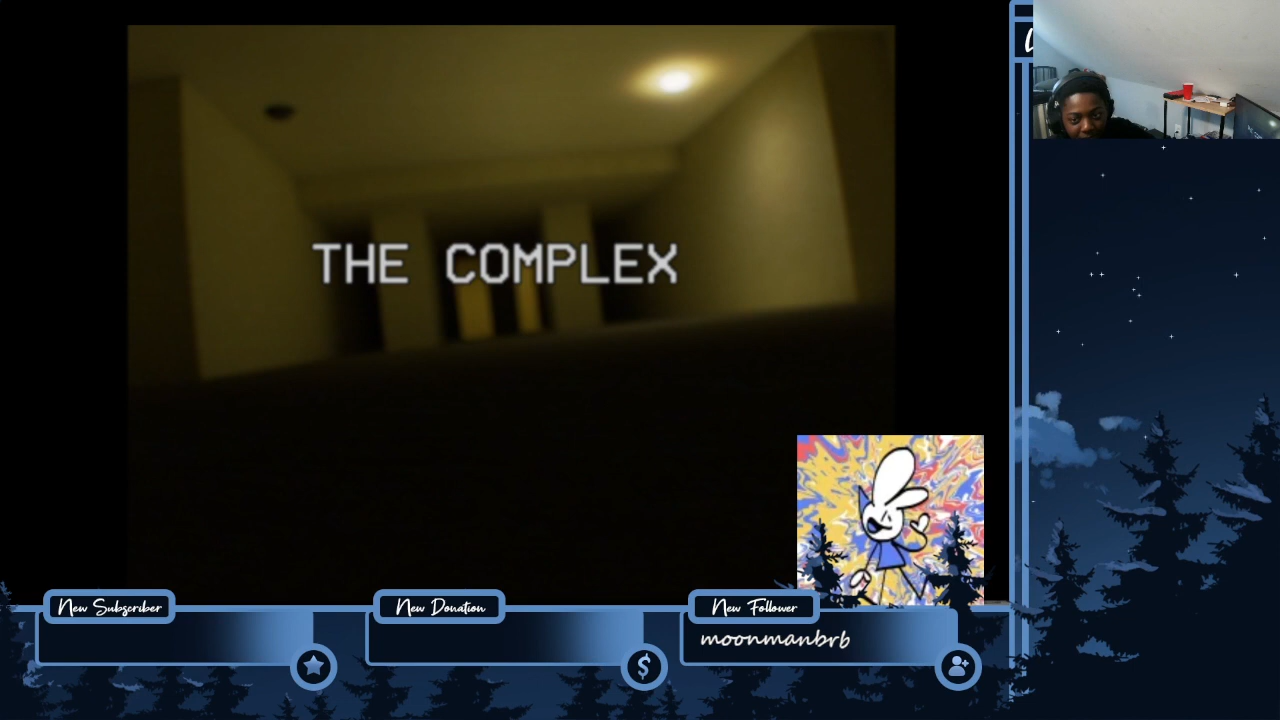 THE COMPLEX
New Subscriber
New Donation
New Follower
moonmanbrb